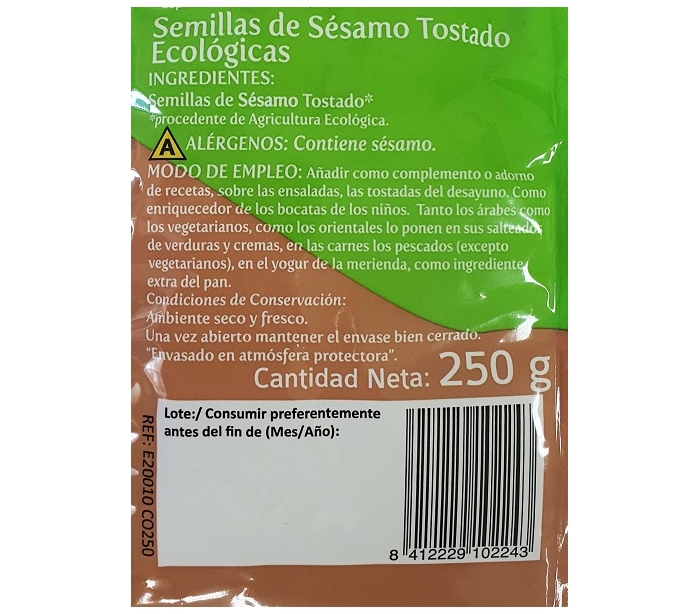 Semillas de Sésamo Tostado
Ecológicas
INGREDIENTES:
Semillas de Sésamo Tostado*
*procedente de Agricultura Ecológica.
A ALÉRGENOS: Contiene sésamo.
MODO DE EMPLEO: Añadir como complemento o adorno
de recetas, sobre las ensaladas, las tostadas del desayuno. Como
enriquecedor de los bocatas de los niños. Tanto los árabes como
los vegetarianos, como los orientales lo ponen en sus salteados
de verduras y cremas, en las carnes los pescados (excepto
vegetarianos), en el yogur de la merienda, como ingrediente
extra del pan.
Condiciones de Conservación:
Ambiente seco y fresco.
Una vez abierto mantener el envase bien cerrado.
"Envasado en atmósfera protectora".
Cantidad Neta: 250 g
Lote:/ Consumir preferentemente
antes del fin de (Mes/Año):
REF: E20010 CO250
8 412229 102243